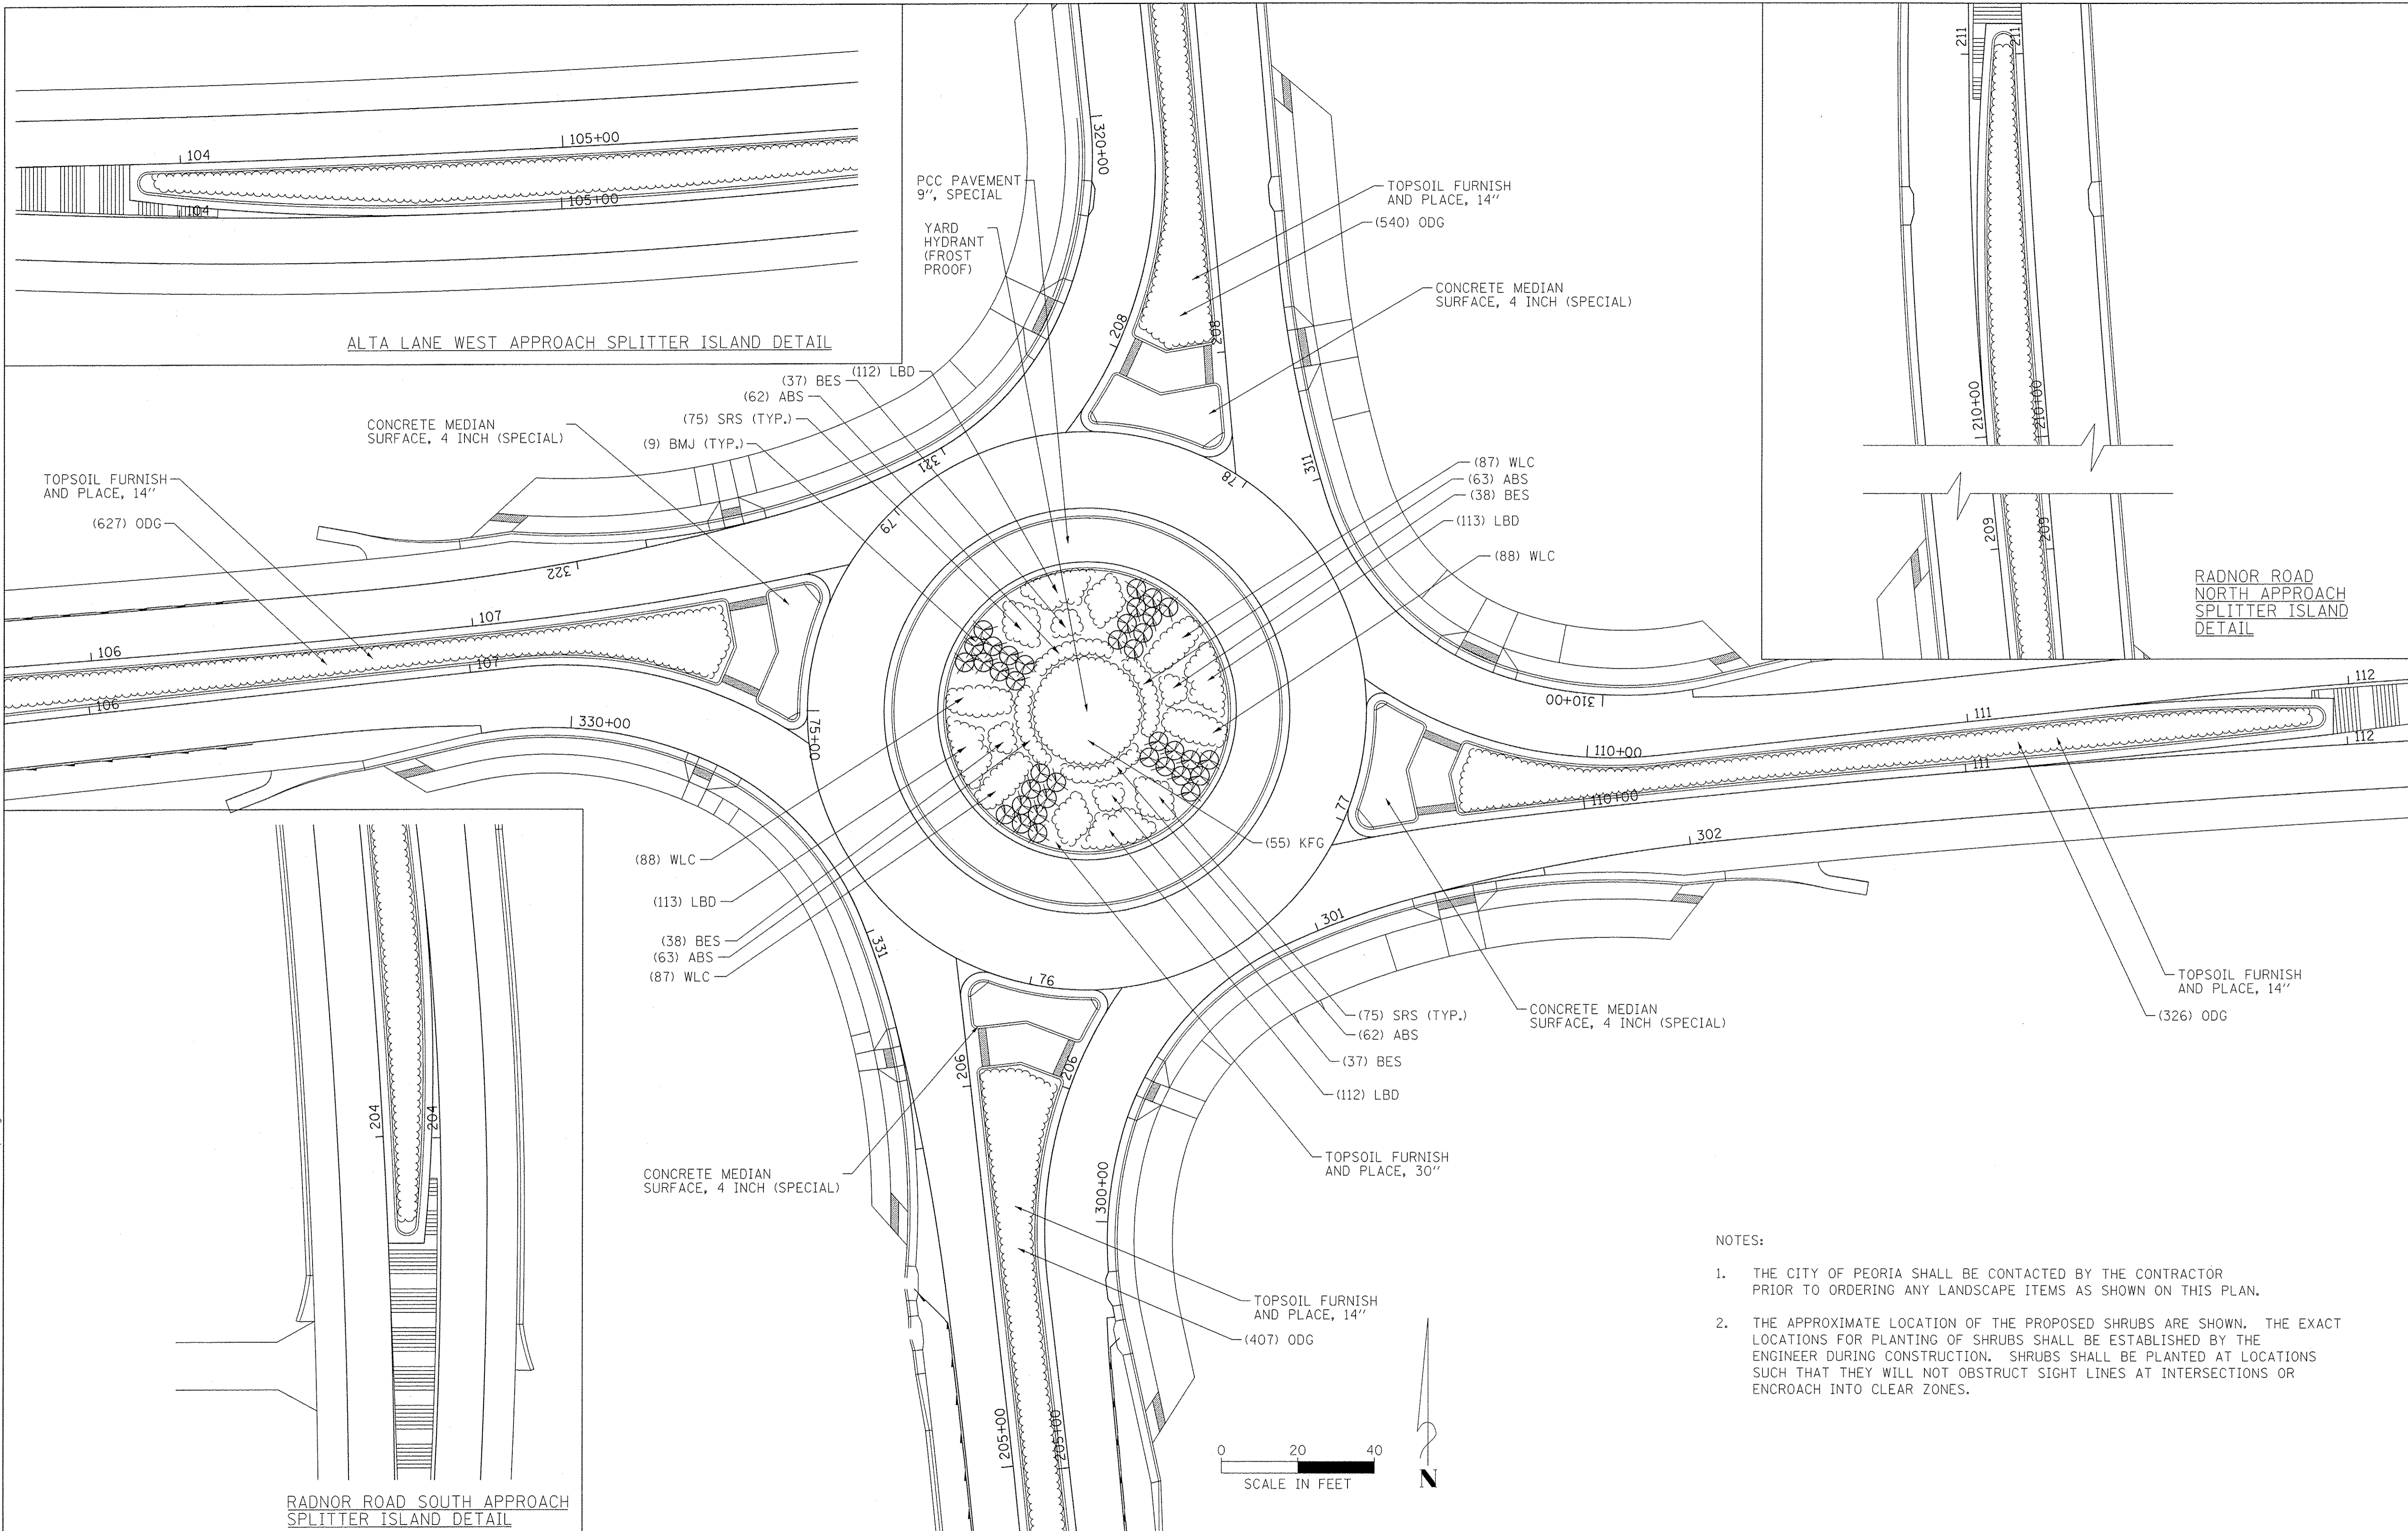 104
105+00
104
105+00
ALTA LANE WEST APPROACH SPLITTER ISLAND DETAIL
PCC PAVEMENT
9", SPECIAL
YARD
HYDRANT
(FROST
PROOF)
320+00
TOPSOIL FURNISH
AND PLACE, 14"
(540) ODG
CONCRETE MEDIAN
SURFACE, 4 INCH (SPECIAL)
208
208
211
211
210+00
210+00
209
209
RADNOR ROAD
NORTH APPROACH
SPLITTER ISLAND
DETAIL
(112) LBD
(37) BES
(62) ABS
(75) SRS (TYP.)
(9) BMJ (TYP.)
CONCRETE MEDIAN
SURFACE, 4 INCH (SPECIAL)
TOPSOIL FURNISH
AND PLACE, 14"
(627) ODG
321
322
79
78
311
(87) WLC
(63) ABS
(38) BES
(113) LBD
(88) WLC
107
106
107
106
330+00
75+00
310+00
110+00
111
112
110+00
111
112
77
302
301
(55) KFG
(88) WLC
(113) LBD
(38) BES
(63) ABS
(87) WLC
331
76
206
206
(75) SRS (TYP.)
(62) ABS
(37) BES
(112) LBD
CONCRETE MEDIAN
SURFACE, 4 INCH (SPECIAL)
TOPSOIL FURNISH
AND PLACE, 14"
(326) ODG
TOPSOIL FURNISH
AND PLACE, 30"
CONCRETE MEDIAN
SURFACE, 4 INCH (SPECIAL)
300+00
TOPSOIL FURNISH
AND PLACE, 14"
(407) ODG
205+00
205+00
204
204
RADNOR ROAD SOUTH APPROACH
SPLITTER ISLAND DETAIL
0 20 40
SCALE IN FEET
N
NOTES:
1. THE CITY OF PEORIA SHALL BE CONTACTED BY THE CONTRACTOR
PRIOR TO ORDERING ANY LANDSCAPE ITEMS AS SHOWN ON THIS PLAN.
2. THE APPROXIMATE LOCATION OF THE PROPOSED SHRUBS ARE SHOWN. THE EXACT
LOCATIONS FOR PLANTING OF SHRUBS SHALL BE ESTABLISHED BY THE
ENGINEER DURING CONSTRUCTION. SHRUBS SHALL BE PLANTED AT LOCATIONS
SUCH THAT THEY WILL NOT OBSTRUCT SIGHT LINES AT INTERSECTIONS OR
ENCROACH INTO CLEAR ZONES.